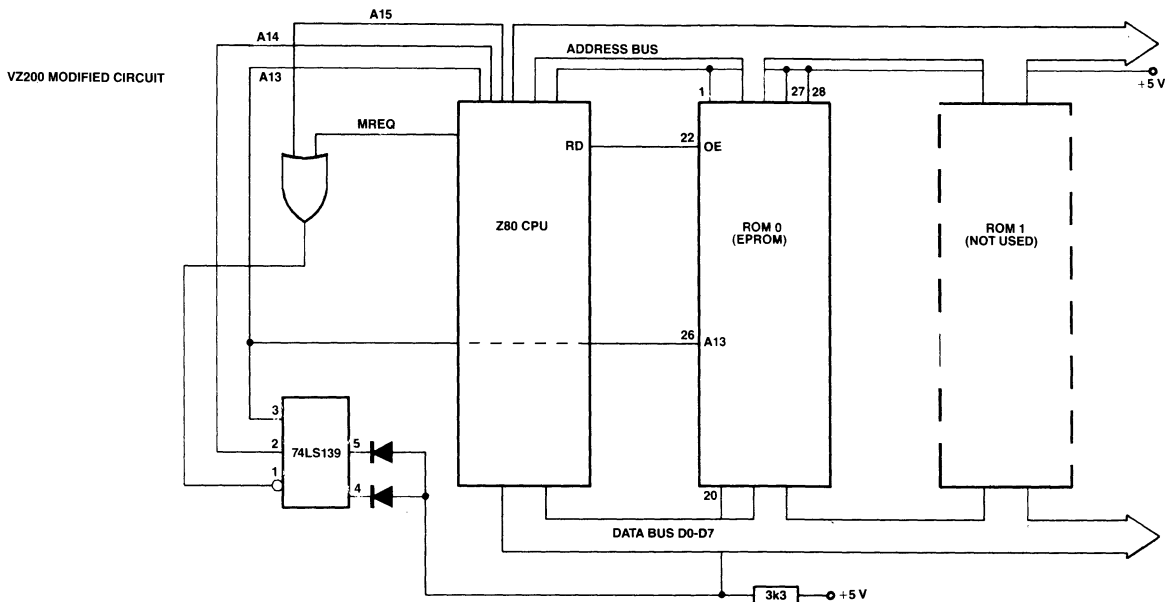 A15
A14
ADDRESS BUS
VZ200 MODIFIED CIRCUIT
A13
+5 V
1
27
28
MREQ
RD
22
OE
Z80 CPU
ROM 0
(EPROM)
ROM 1
(NOT USED)
26
A13
3
2
74LS139
5
1
4
20
DATA BUS D0-D7
3k3
+5 V